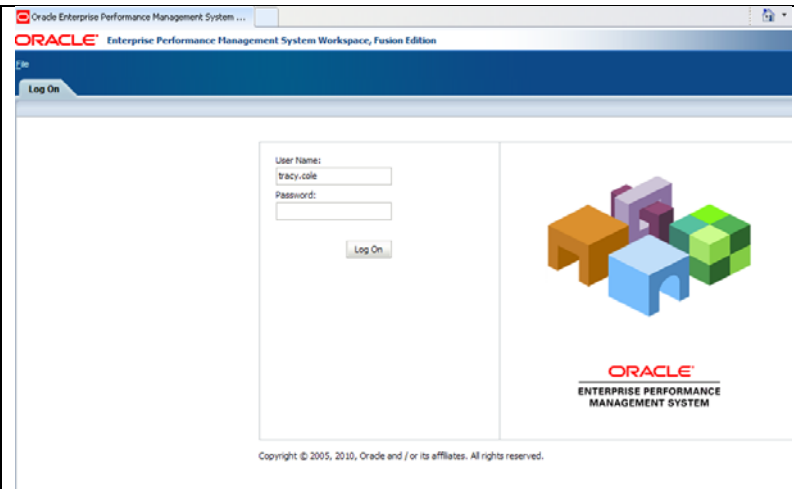 Oracle Enterprise Performance Management System ...
ORACLE® Enterprise Performance Management System Workspace, Fusion Edition
File
Log On
User Name:
tracy.cole
Password:
Log On
ORACLE®
ENTERPRISE PERFORMANCE
MANAGEMENT SYSTEM
Copyright © 2005, 2010, Oracle and / or its affiliates. All rights reserved.